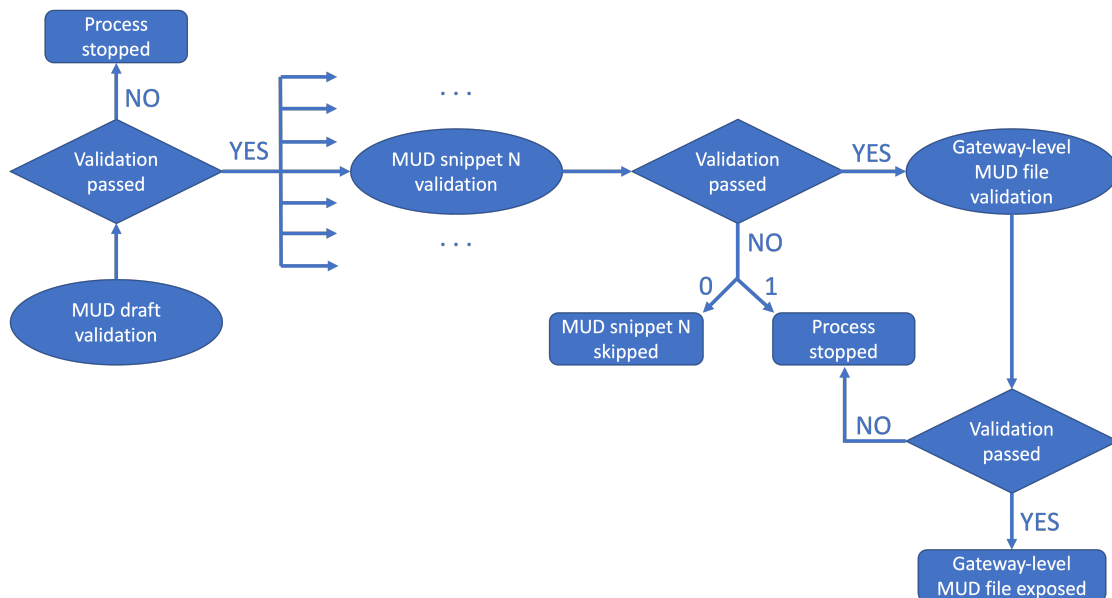 Process
stopped
NO
Validation
passed
YES
MUD draft
validation
. . .
MUD snippet N
validation
. . .
Validation
passed
YES
NO
0
1
MUD snippet N
skipped
Process
stopped
Gateway-level
MUD file
validation
Validation
passed
NO
YES
Gateway-level
MUD file exposed